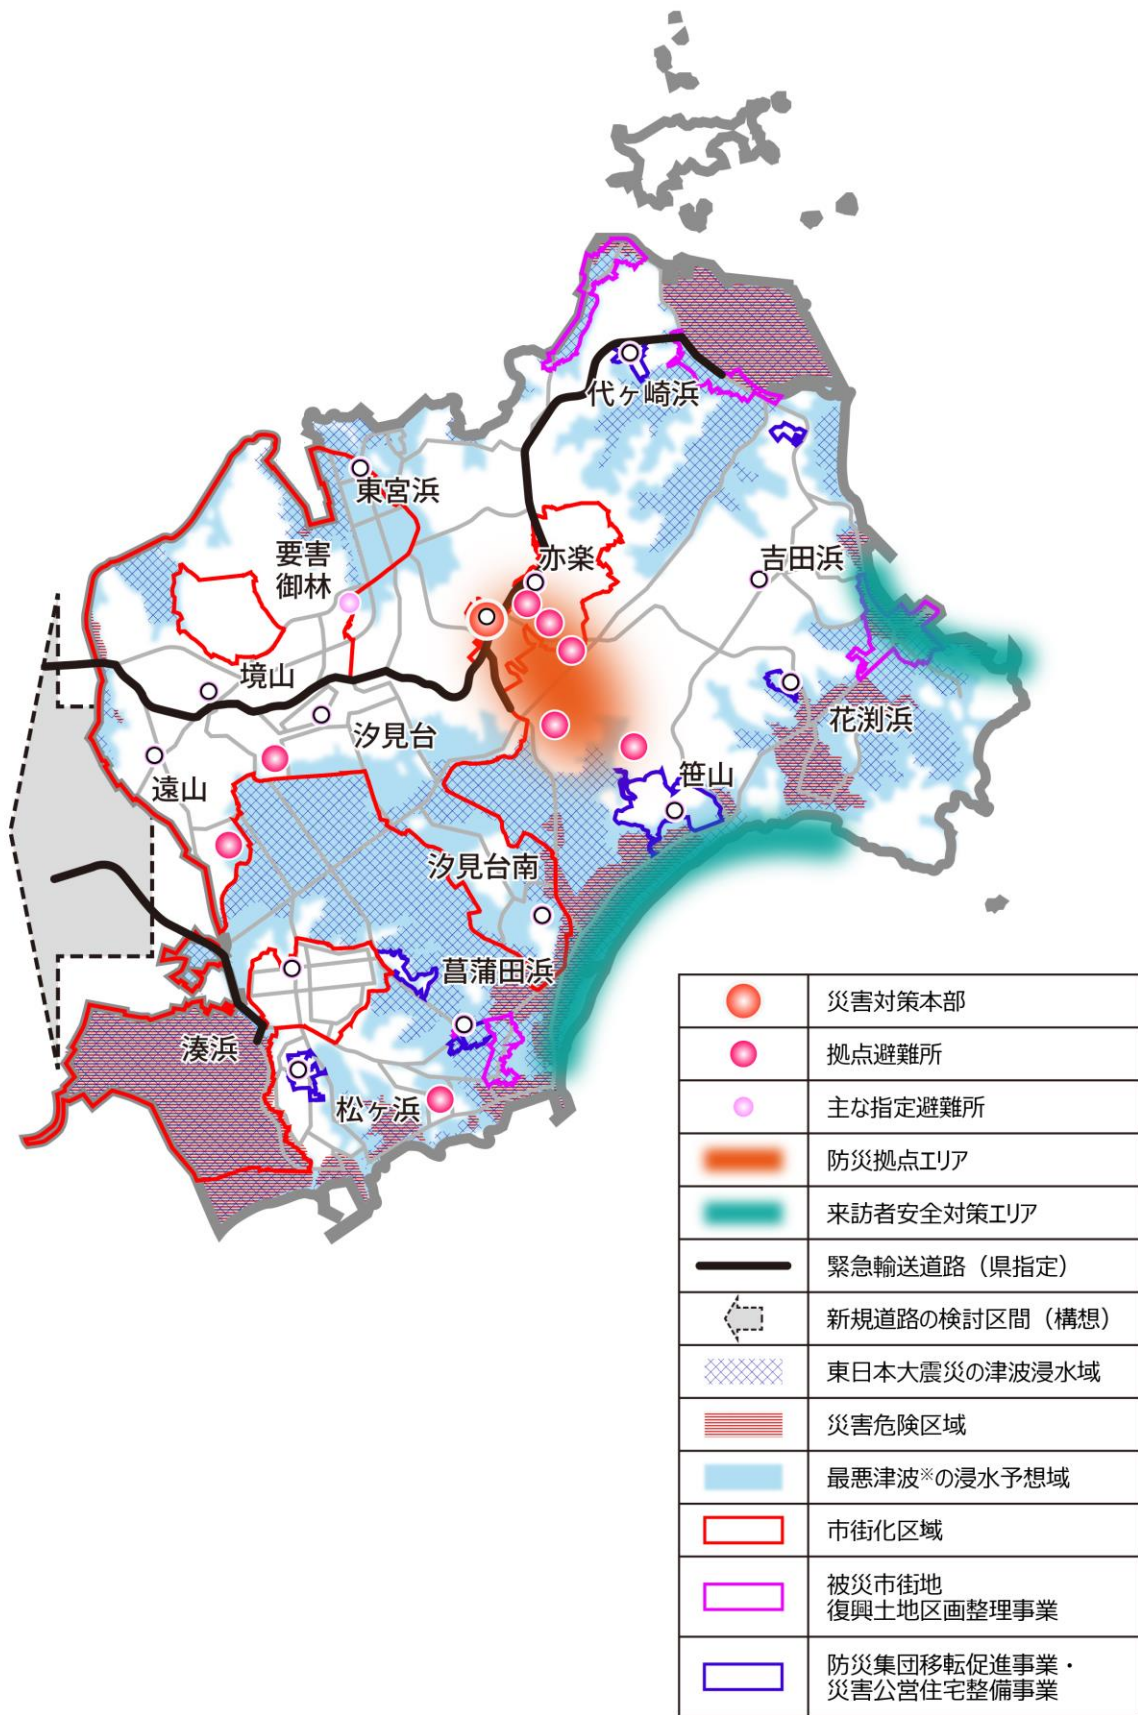 代ヶ崎浜
東宮浜
要害
御林
亦楽
吉田浜
境山
汐見台
花渕浜
遠山
笹山
汐見台南
菖蒲田浜
湊浜
松ヶ浜
災害対策本部
拠点避難所
主な指定避難所
防災拠点エリア
来訪者安全対策エリア
緊急輸送道路（県指定）
新規道路の検討区間（構想）
東日本大震災の津波浸水域
災害危険区域
最悪津波※の浸水予想域
市街化区域
被災市街地
復興土地区画整理事業
防災集団移転促進事業・
災害公営住宅整備事業